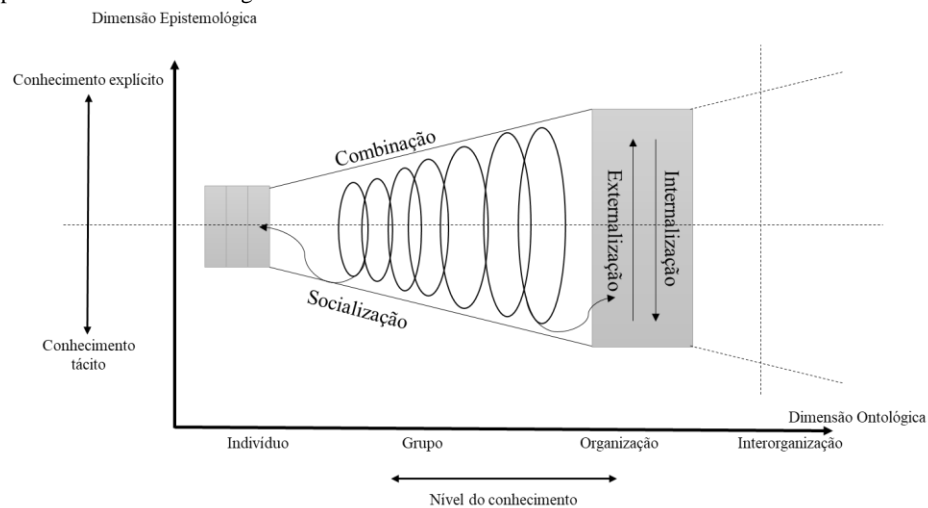 Dimensão Epistemológica
Conhecimento explícito
Combinação
Externalização
Internalização
Socialização
Conhecimento
tácito
Dimensão Ontológica
Indivíduo
Grupo
Organização
Interorganização
Nível do conhecimento